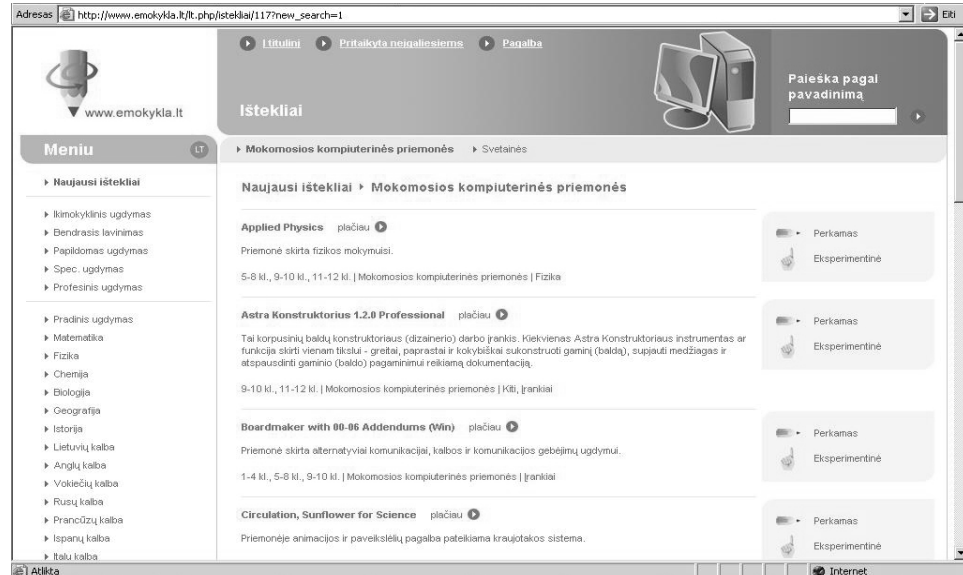 Adresas http://www.emokykla.lt/lt.php/istekliai/117?new_search=1 Eiti
Į titulinį Pritaikyta neįgaliesiems Pagalba
www.emokykla.lt
Ištekliai
Paieška pagal
pavadinimą
Meniu LT
Mokomosios kompiuterinės priemonės Svetainės
Naujausi ištekliai
Ikimokyklinis ugdymas
Bendrasis lavinimas
Papildomas ugdymas
Spec. ugdymas
Profesinis ugdymas
Pradinis ugdymas
Matematika
Fizika
Chemija
Biologija
Geografija
Istorija
Lietuvių kalba
Anglų kalba
Vokiečių kalba
Rusų kalba
Prancūzų kalba
Ispanų kalba
Italu kalba
Naujausi ištekliai Mokomosios kompiuterinės priemonės
Applied Physics plačiau
Priemonė skirta fizikos mokymuisi.
5-8 kl., 9-10 kl., 11-12 kl. | Mokomosios kompiuterinės priemonės | Fizika
Perkamas
Eksperimentinė
Astra Konstruktorius 1.2.0 Professional plačiau
Tai korpusinių baldų konstruktoriaus (dizainerio) darbo įrankis. Kiekvienas Astra Konstruktoriaus instrumentas ar
funkcija skirti vienam tikslui - greitai, paprastai ir kokybiškai sukonstruoti gaminį (baldą), supjauti medžiagas ir
atspausdinti gaminio (baldo) pagaminimui reikiamą dokumentaciją.
9-10 kl., 11-12 kl. | Mokomosios kompiuterinės priemonės | Kiti, Įrankiai
Perkamas
Eksperimentinė
Boardmaker with 00-06 Addendums (Win) plačiau
Priemonė skirta alternatyviai komunikacijai, kalbos ir komunikacijos gebėjimų ugdymui.
1-4 kl., 5-8 kl., 9-10 kl. | Mokomosios kompiuterinės priemonės | Įrankiai
Perkamas
Eksperimentinė
Circulation, Sunflower for Science plačiau
Priemonėje animacijos ir paveikslėlių pagalba pateikiama kraujotakos sistema.
Perkamas
Eksperimentinė
Atlikta Internet